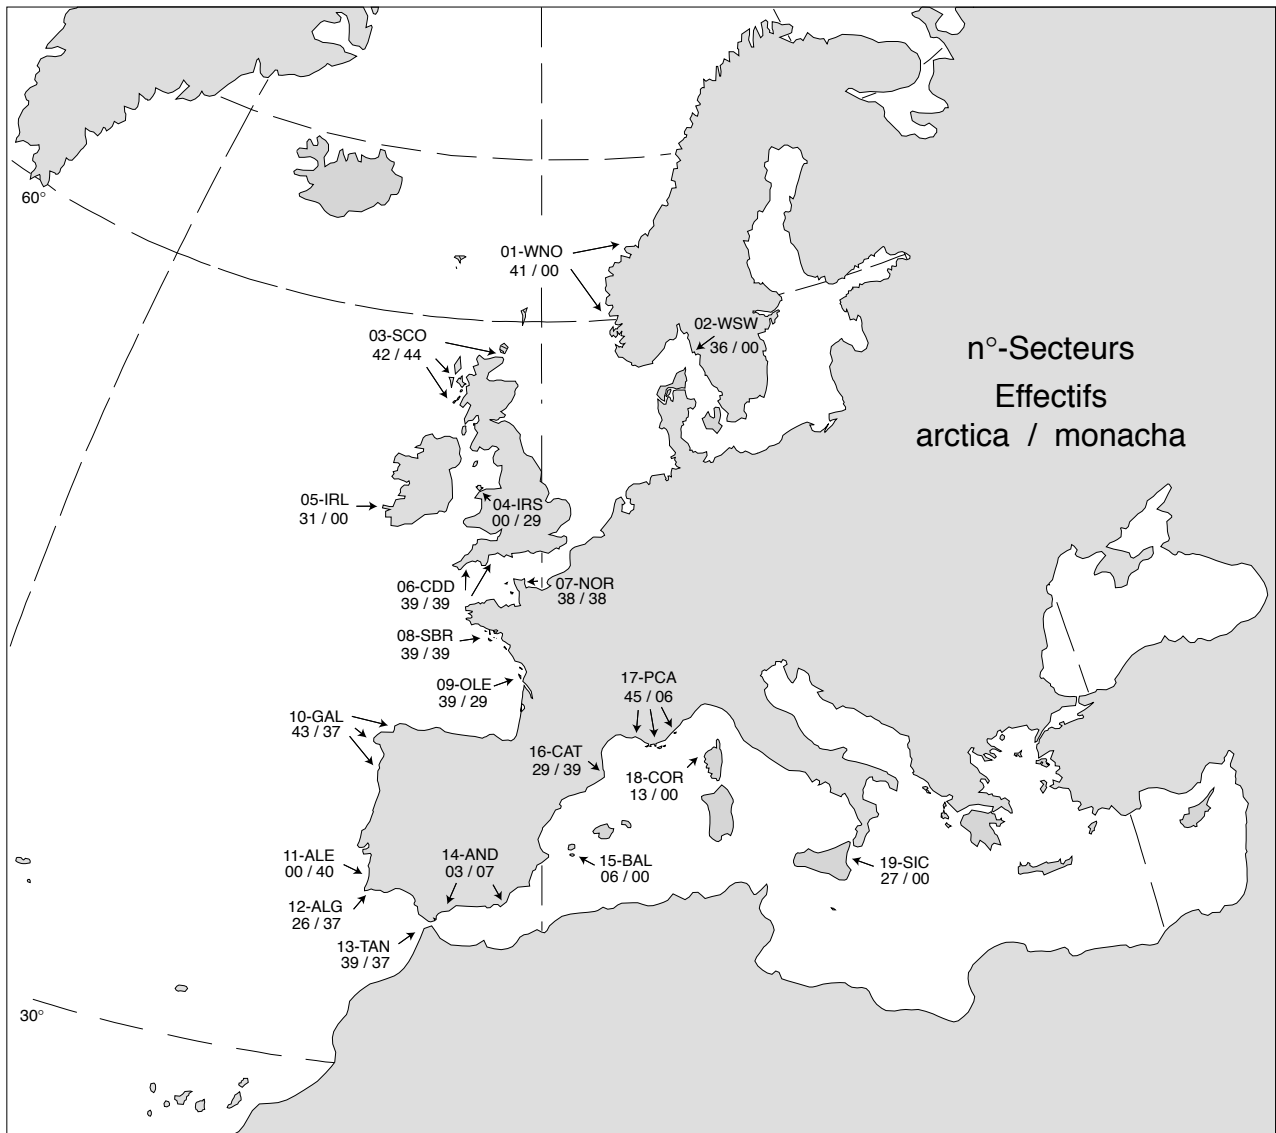 60°
01-WNO
41 / 00
03-SCO
42 / 44
02-WSW
36 / 00
n°-Secteurs
Effectifs
arctica / monacha
05-IRL
31 / 00
04-IRS
00 / 29
06-CDD
39 / 39
07-NOR
38 / 38
08-SBR
39 / 39
09-OLE
39 / 29
17-PCA
45 / 06
10-GAL
43 / 37
16-CAT
29 / 39
18-COR
13 / 00
11-ALE
00 / 40
14-AND
03 / 07
15-BAL
06 / 00
19-SIC
27 / 00
12-ALG
26 / 37
13-TAN
39 / 37
30°